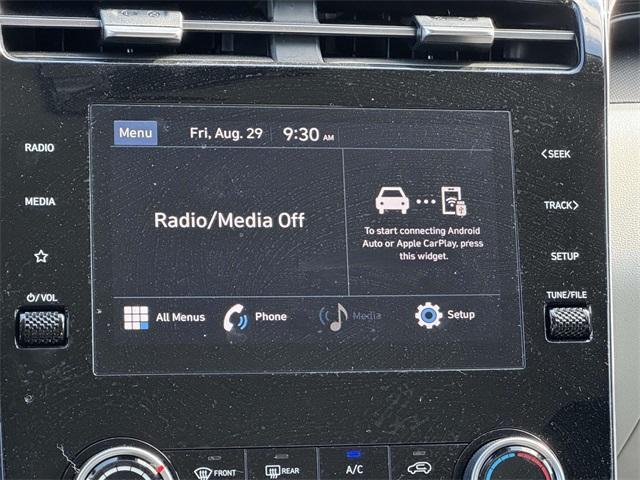 Menu Fri, Aug. 29 9:30 AM
RADIO
MEDIA
⏻/VOL
Radio/Media Off
To start connecting Android
Auto or Apple CarPlay, press
this widget.
All Menus Phone Media Setup
<SEEK
TRACK>
SETUP
TUNE/FILE
FRONT REAR A/C